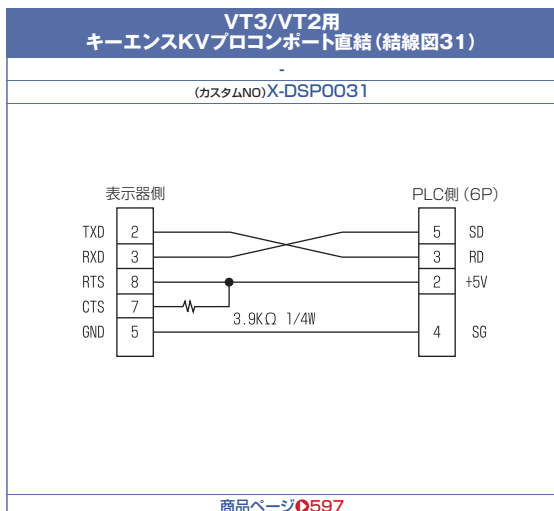 VT3/VT2用
キーエンスKVプロコンポート直結(結線図31)
-
(カスタムNO)X-DSP0031
表示器側 PLC側(6P)
TXD 2 5 SD
RXD 3 3 RD
RTS 8 2 +5V
CTS 7
3.9KΩ 1/4W
GND 5 4 SG
商品ページ597